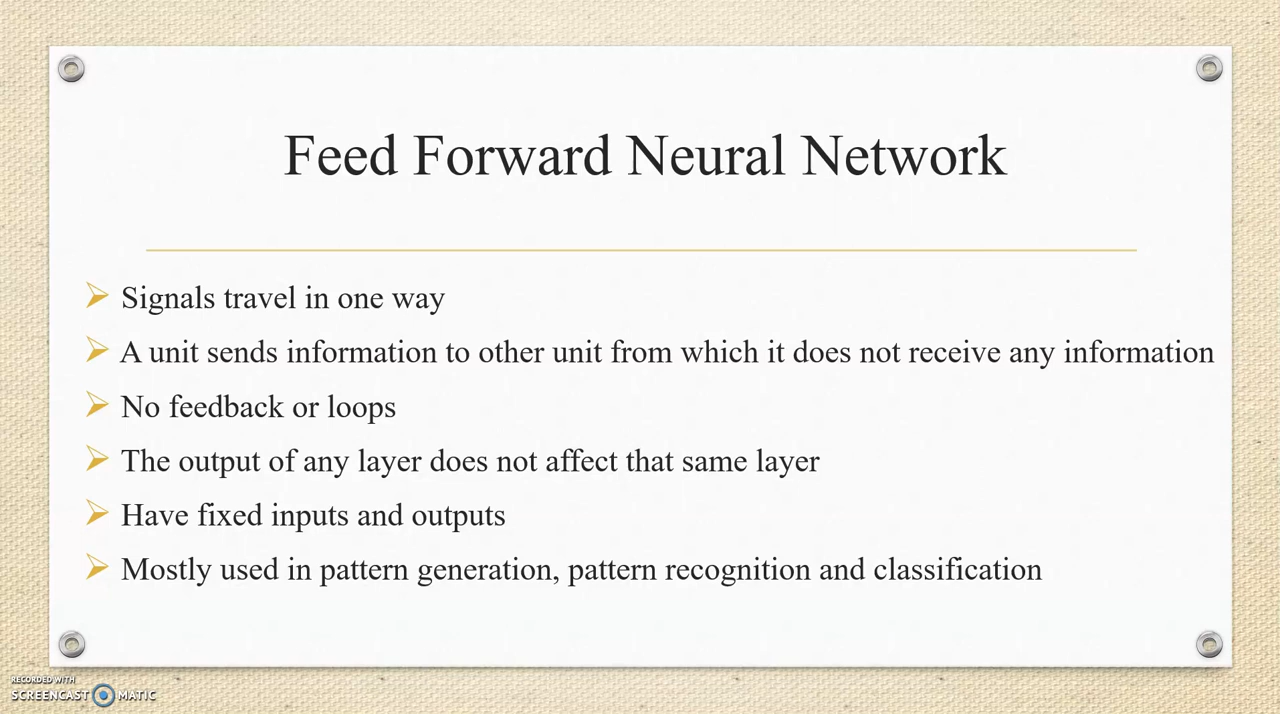 Feed Forward Neural Network
Signals travel in one way
A unit sends information to other unit from which it does not receive any information
No feedback or loops
The output of any layer does not affect that same layer
Have fixed inputs and outputs
Mostly used in pattern generation, pattern recognition and classification
RECORDED WITH
SCREENCAST MATIC